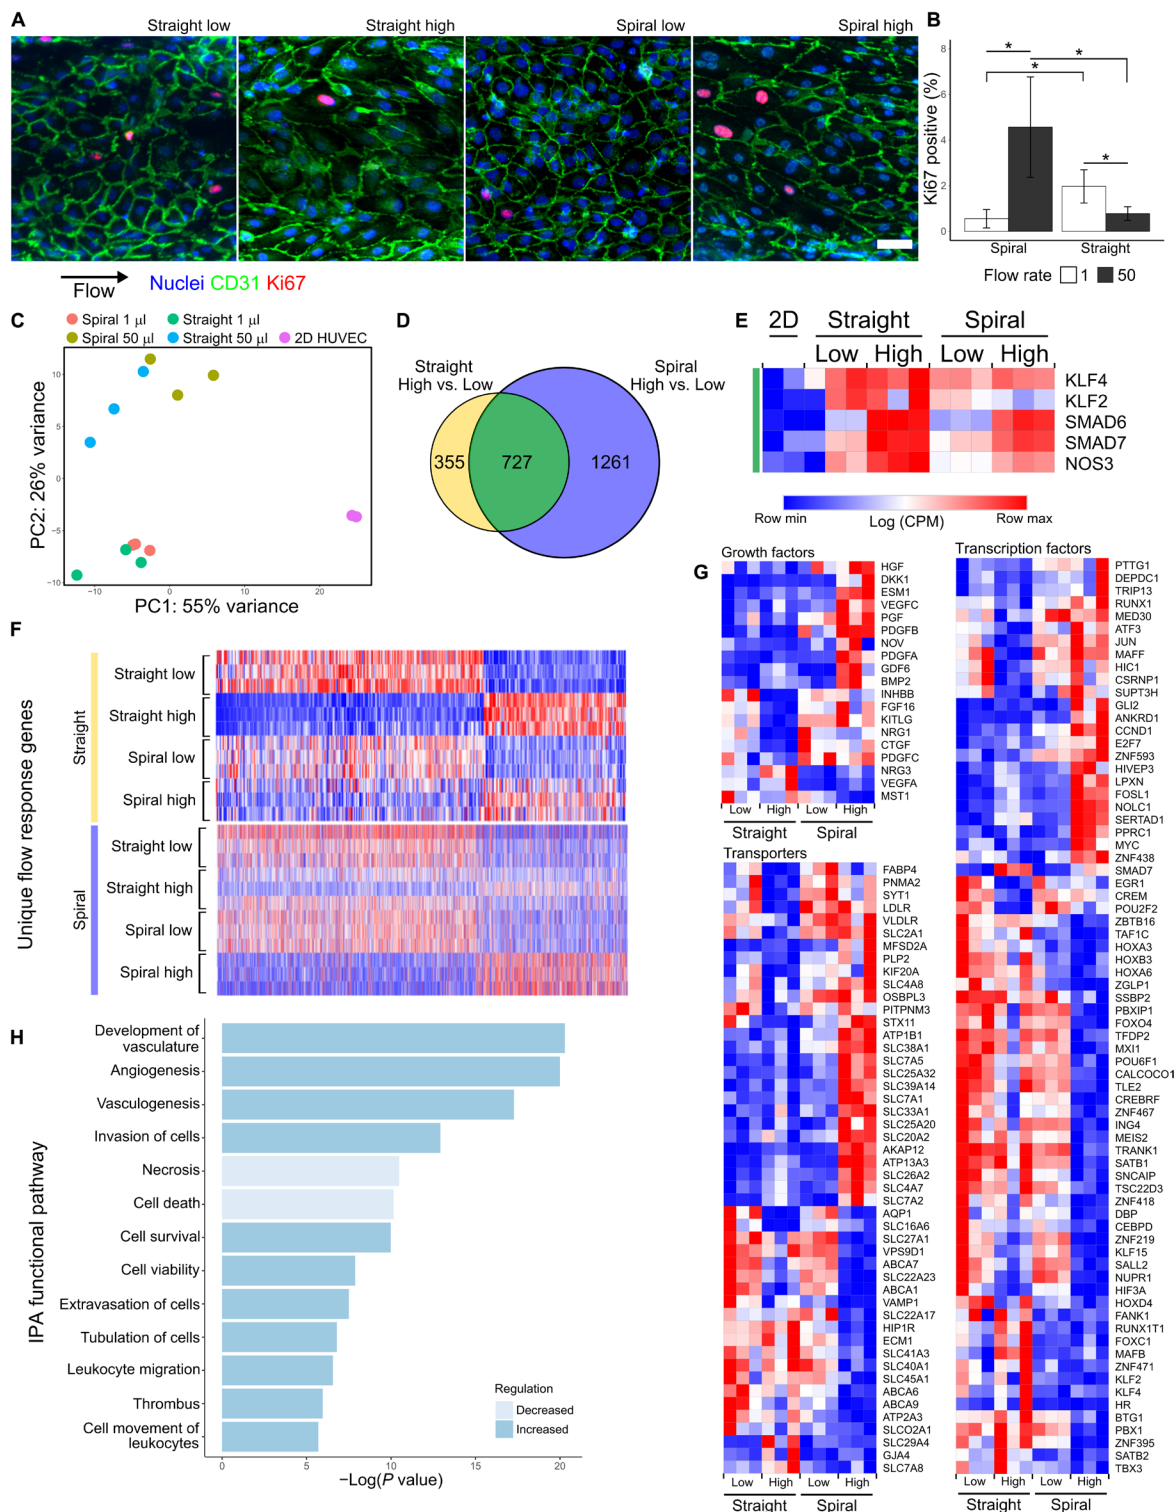 A
Straight low
Straight high
Spiral low
Spiral high
Flow
Nuclei CD31 Ki67
B
Ki67 positive (%)
8
6
4
2
0
Spiral
Straight
Flow rate 1 50
* * * *
C
Spiral 1 µl
Straight 1 µl
Spiral 50 µl
Straight 50 µl
2D HUVEC
PC2: 26% variance
10
5
0
−5
−10
−10
0
10
20
PC1: 55% variance
D
Straight
High vs. Low
Spiral
High vs. Low
355
727
1261
E
2D
Straight
Spiral
Low High Low High
KLF4
KLF2
SMAD6
SMAD7
NOS3
Row min
Log (CPM)
Row max
F
Unique flow response genes
Straight
Straight low
Straight high
Spiral low
Spiral high
Spiral
Straight low
Straight high
Spiral low
Spiral high
G
Growth factors
HGF
DKK1
ESM1
VEGFC
PGF
PDGFB
NOV
PDGFA
GDF6
BMP2
INHBB
FGF16
KITLG
NRG1
CTGF
PDGFC
NRG3
VEGFA
MST1
Low High Low High
Straight Spiral
Transporters
FABP4
PNMA2
SYT1
LDLR
VLDLR
SLC2A1
MFSD2A
PLP2
KIF20A
SLC4A8
OSBPL3
PITPNM3
STX11
ATP1B1
SLC38A1
SLC7A5
SLC25A32
SLC39A14
SLC7A1
SLC33A1
SLC25A20
SLC20A2
AKAP12
ATP13A3
SLC26A2
SLC4A7
SLC7A2
AQP1
SLC16A6
SLC27A1
VPS9D1
ABCA7
SLC22A23
ABCA1
VAMP1
SLC22A17
HIP1R
ECM1
SLC41A3
SLC40A1
SLC45A1
ABCA6
ABCA9
ATP2A3
SLCO2A1
SLC29A4
GJA4
SLC7A8
Low High Low High
Straight Spiral
Transcription factors
PTTG1
DEPDC1
TRIP13
RUNX1
MED30
ATF3
JUN
MAFF
HIC1
CSRNP1
SUPT3H
GLI2
ANKRD1
CCND1
E2F7
ZNF593
HIVEP3
LPXN
FOSL1
NOLC1
SERTAD1
PPRC1
MYC
ZNF438
SMAD7
EGR1
CREM
POU2F2
ZBTB16
TAF1C
HOXA3
HOXB3
HOXA6
ZGLP1
SSBP2
PBXIP1
FOXO4
TFDP2
MXI1
POU6F1
CALCOCO1
TLE2
CREBRF
ZNF467
ING4
MEIS2
TRANK1
SATB1
SNCAIP
TSC22D3
ZNF418
DBP
CEBPD
ZNF219
KLF15
SALL2
NUPR1
HIF3A
HOXD4
FANK1
RUNX1T1
FOXC1
MAFB
ZNF471
KLF2
KLF4
HR
BTG1
PBX1
ZNF395
SATB2
TBX3
Low High Low High
Straight Spiral
H
IPA functional pathway
Development of
vasculature
Angiogenesis
Vasculogenesis
Invasion of cells
Necrosis
Cell death
Cell survival
Cell viability
Extravasation of cells
Tubulation of cells
Leukocyte migration
Thrombus
Cell movement of
leukocytes
Regulation
Decreased
Increased
0
5
10
15
20
−Log(P value)